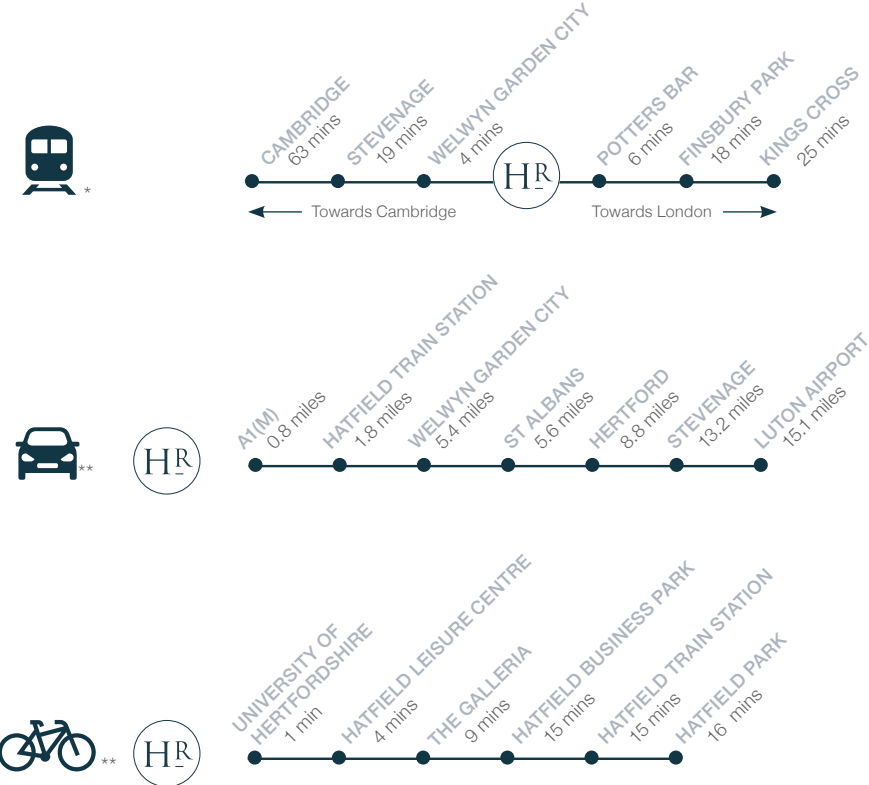 CAMBRIDGE
63 mins
STEVENAGE
19 mins
WELWYN GARDEN CITY
4 mins
HR
POTTERS BAR
6 mins
FINSBURY PARK
18 mins
KINGS CROSS
25 mins
*
Towards Cambridge
Towards London
**
HR
A1(M)
0.8 miles
HATFIELD TRAIN STATION
1.8 miles
WELWYN GARDEN CITY
5.4 miles
ST ALBANS
5.6 miles
HERTFORD
8.8 miles
STEVENAGE
13.2 miles
LUTON AIRPORT
15.1 miles
**
HR
UNIVERSITY OF
HERTFORDSHIRE
1 min
HATFIELD LEISURE CENTRE
4 mins
THE GALLERIA
9 mins
HATFIELD BUSINESS PARK
15 mins
HATFIELD TRAIN STATION
15 mins
HATFIELD PARK
16 mins